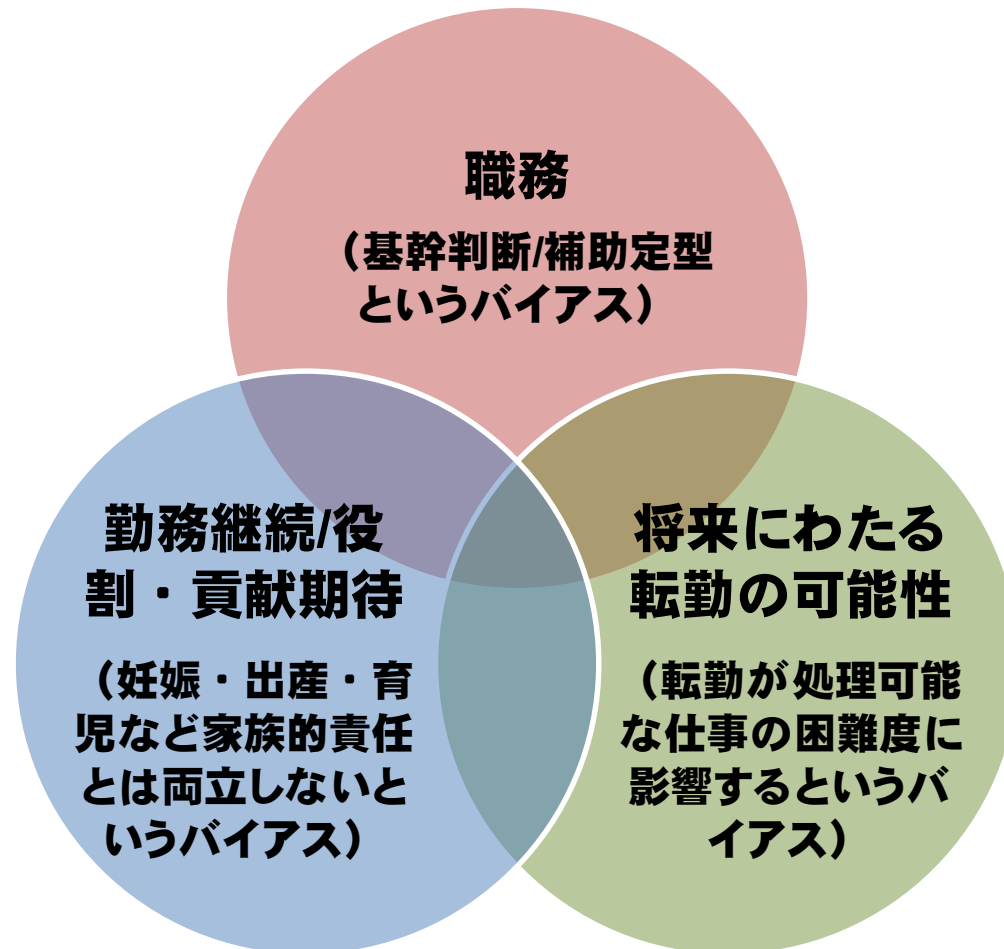 職務
（基幹判断/補助定型
というバイアス）
勤務継続/役
割・貢献期待
（妊娠・出産・育
児など家族的責任
とは両立しないと
いうバイアス）
将来にわたる
転勤の可能性
（転勤が処理可能
な仕事の困難度に
影響するというバ
イアス）